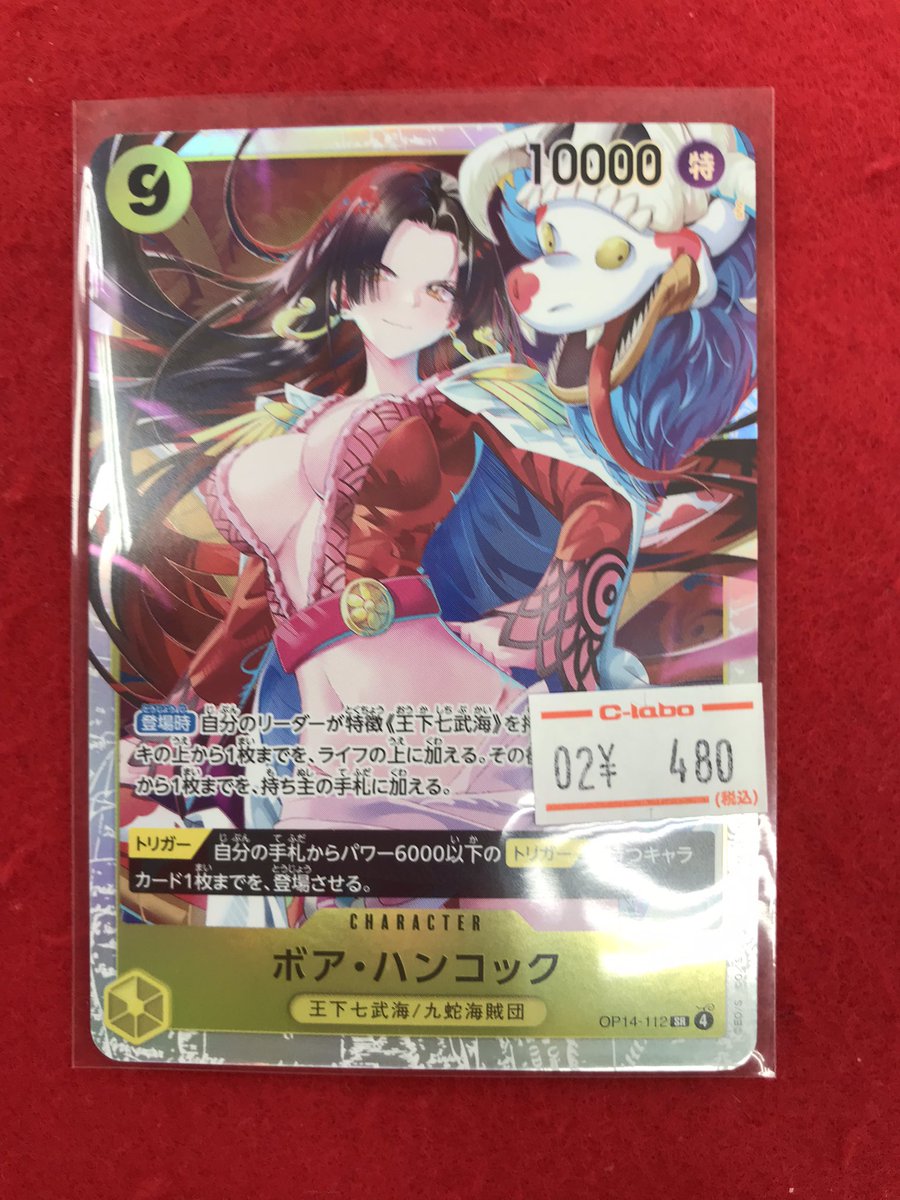 9
10000 特
登場時 自分のリーダーが特徴《王下七武海》を
キの上から1枚までを、ライフの上に加える。その
から1枚までを、持ち主の手札に加える。
C-labo
02¥ 480
(税込)
トリガー 自分の手札からパワー6000以下の トリガー つキャラ
カード1枚までを、登場させる。
CHARACTER
ボア・ハンコック
王下七武海/九蛇海賊団
OP14-112 SR 4